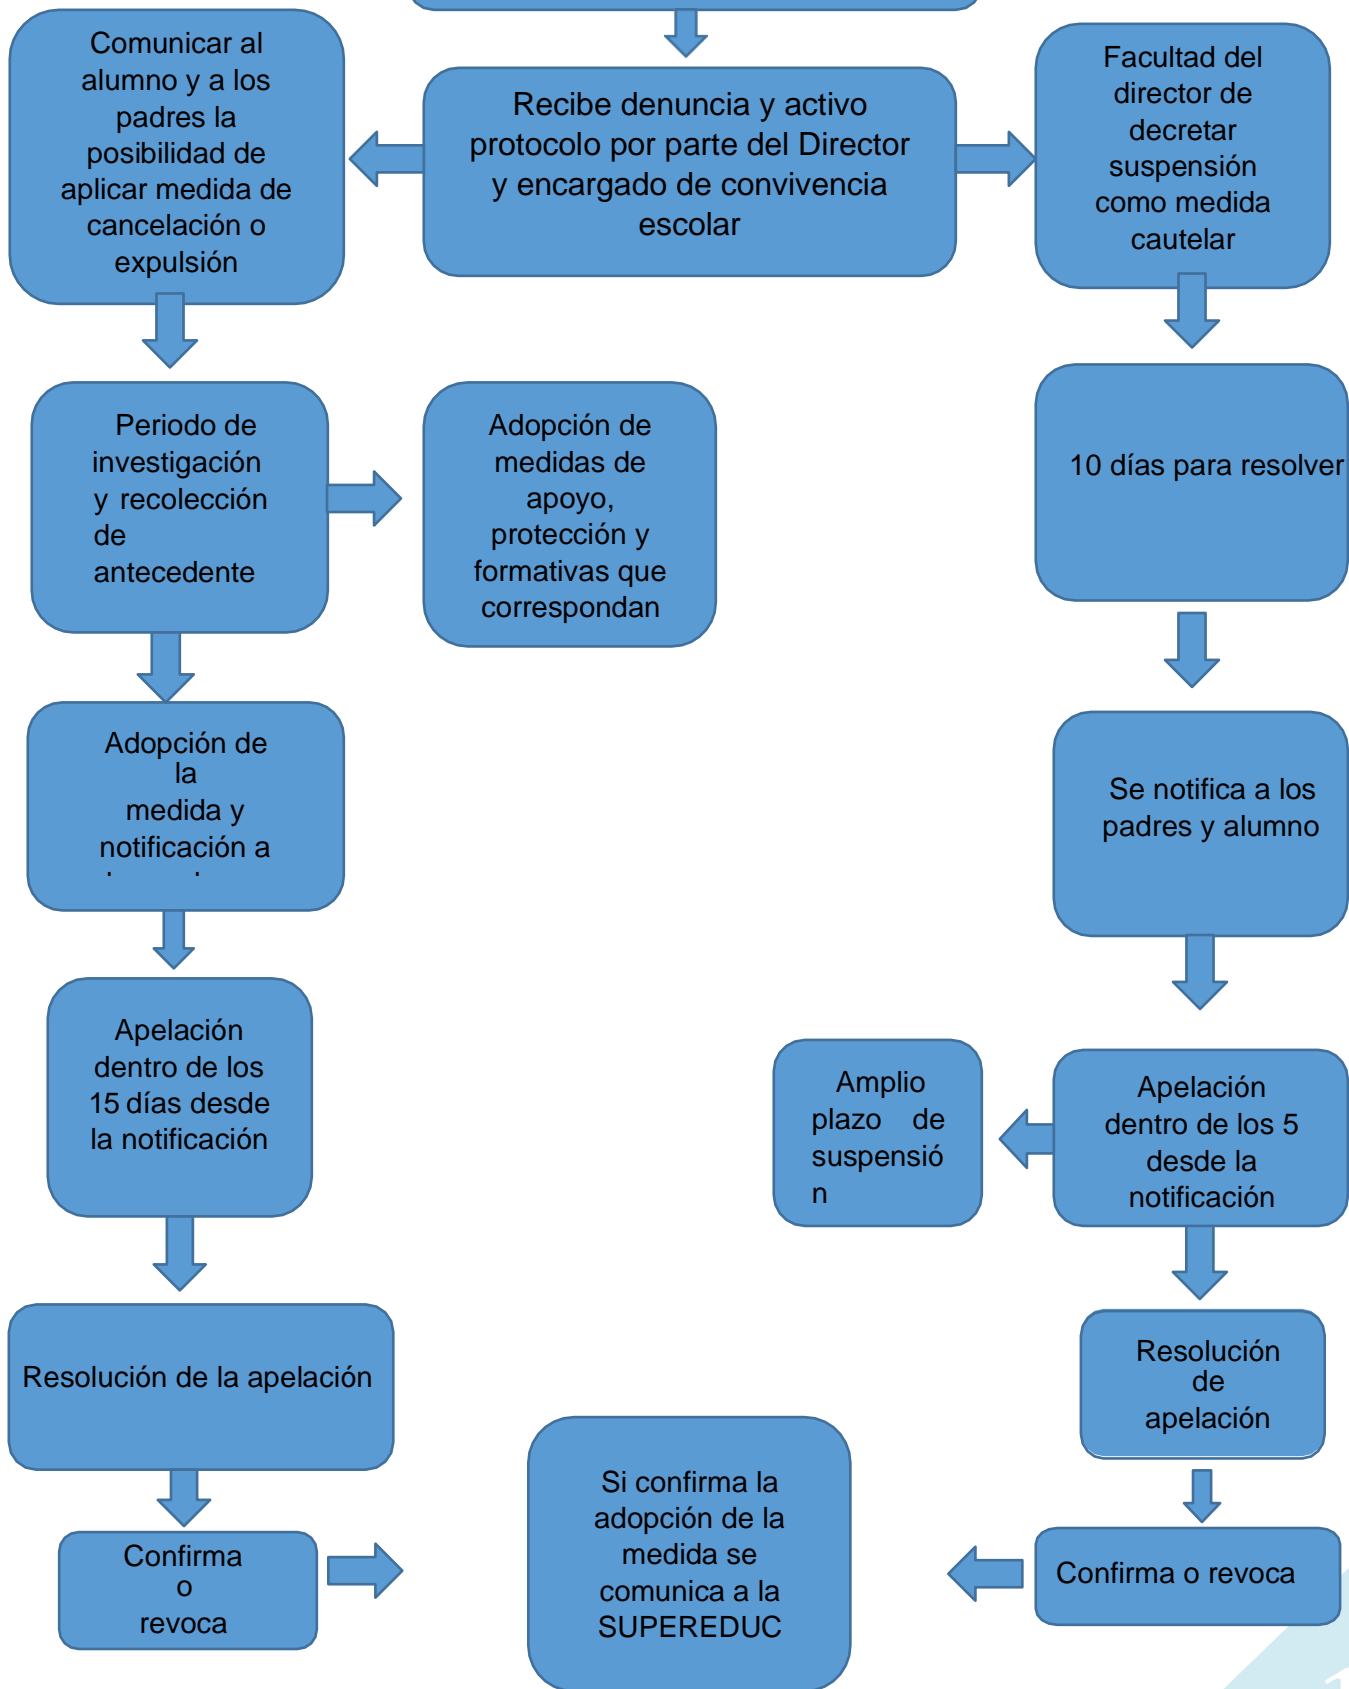 Comunicar al
alumno y a los
padres la
posibilidad de
aplicar medida de
cancelación o
expulsión
Recibe denuncia y activo
protocolo por parte del Director
y encargado de convivencia
escolar
Facultad del
director de
decretar
suspensión
como medida
cautelar
Periodo de
investigación
y recolección
de
antecedente
Adopción de
medidas de
apoyo,
protección y
formativas que
correspondan
10 días para resolver
Adopción de
la
medida y
notificación a
Se notifica a los
padres y alumno
Apelación
dentro de los
15 días desde
la notificación
Amplio
plazo de
suspensió
n
Apelación
dentro de los 5
desde la
notificación
Resolución de la apelación
Resolución
de
apelación
Confirma
o
revoca
Si confirma la
adopción de la
medida se
comunica a la
SUPEREDUC
Confirma o revoca